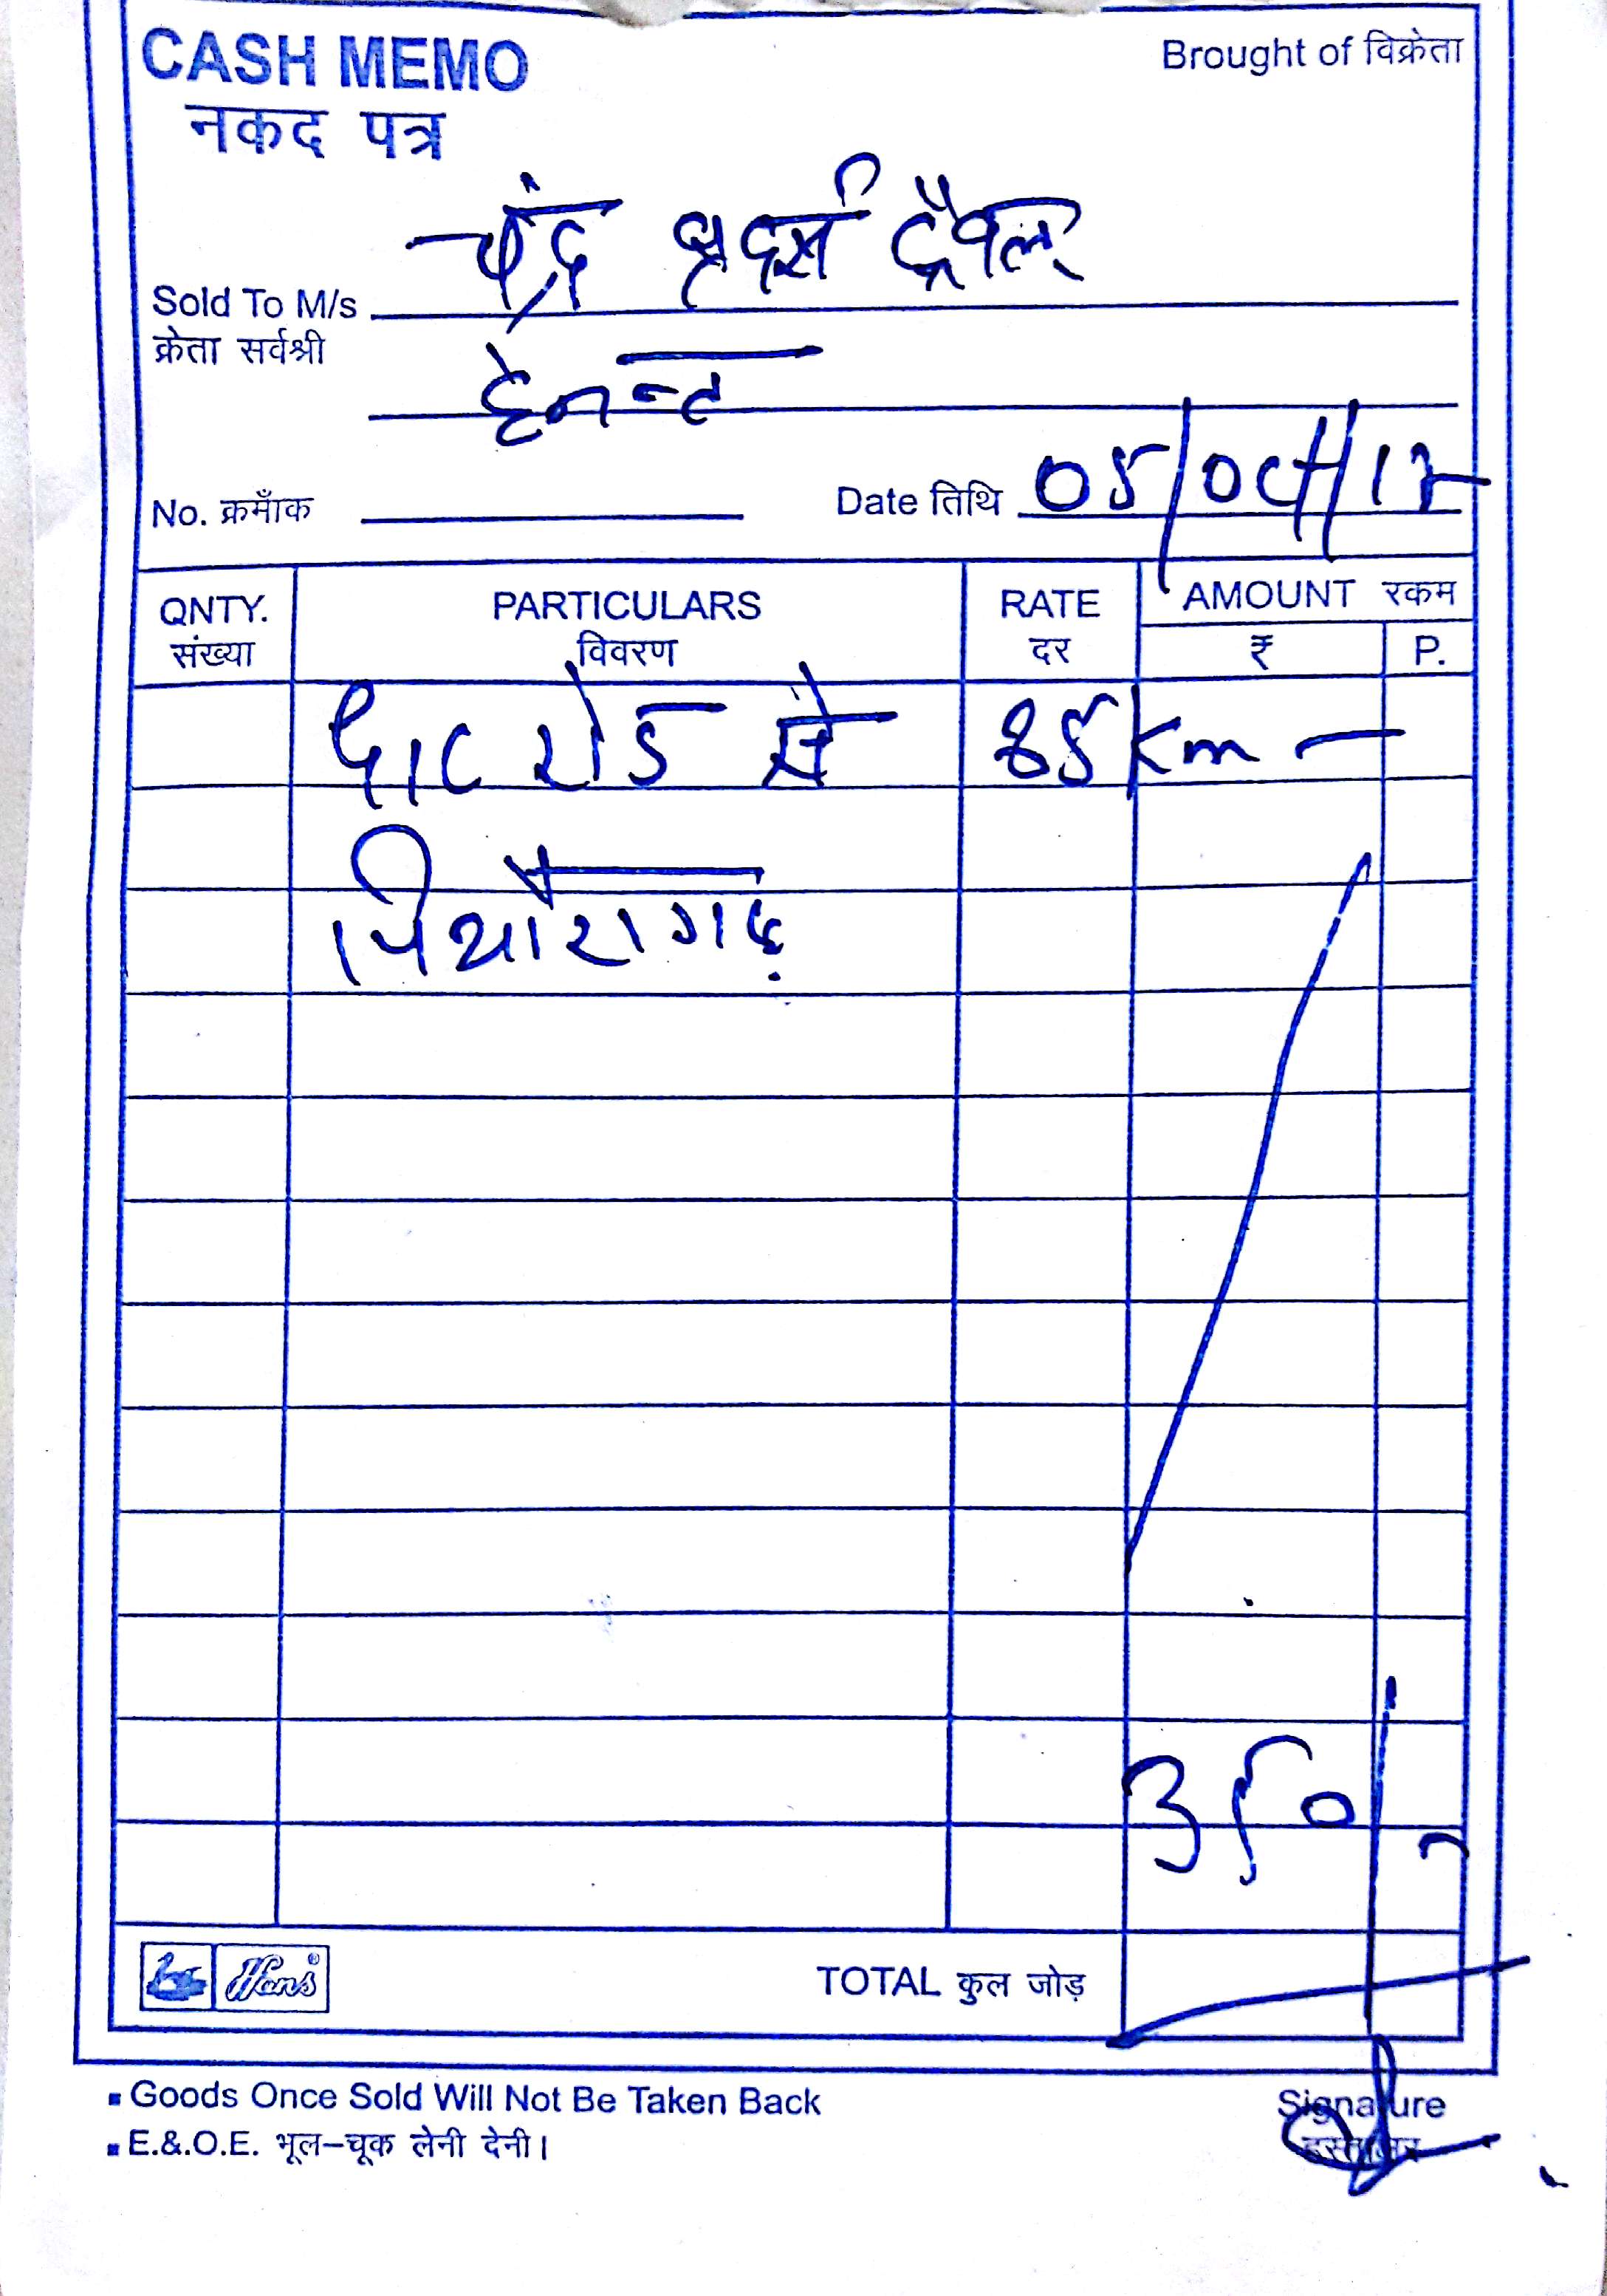 CASH MEMO
Brought of विक्रेता
नकद पत्र
चंद्र ब्रदर्स ट्रैवल्
Sold To M/s
क्रेता सर्वश्री
No. क्रमाँक
Date तिथि 05/Oct/17
QNTY. PARTICULARS RATE AMOUNT रकम
संख्या विवरण दर ₹ P.
रोड से 85 km —
पिथौरागढ़
350
Hans®
TOTAL कुल जोड़
Goods Once Sold Will Not Be Taken Back
E.&.O.E. भूल–चूक लेनी देनी।
Signature
हस्ताक्षर